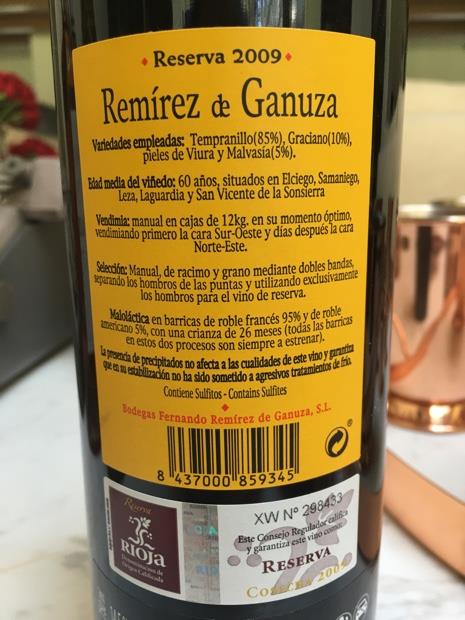 Reserva 2009
Remírez de Ganuza
Variedades empleadas: Tempranillo(85%), Graciano(10%),
pieles de Viura y Malvasía(5%).
Edad media del viñedo: 60 años, situados en Elciego, Samaniego,
Leza, Laguardia y San Vicente de la Sonsierra
Vendimia: manual en cajas de 12kg, en su momento óptimo,
vendimiando primero la cara Sur-Oeste y días después la cara
Norte-Este.
Selección: Manual, de racimo y grano mediante dobles bandas,
separando los hombros de las puntas y utilizando exclusivamente
los hombros para el vino de reserva.
Maloláctica en barricas de roble francés 95% y de roble
americano 5%, con una crianza de 26 meses (todas las barricas
en estos dos procesos son siempre a estrenar).
La presencia de precipitados no afecta a las cualidades de este vino y garantiza
que en su estabilización no ha sido sometido a agresivos tratamientos de frío.
Contiene Sulfitos - Contains Sulfites
Bodegas Fernando Remírez de Ganuza, S.L.
8 437000 859345
Reserva
RIOJA
Denominación de
Origen Calificada
XW Nº 298433
Este Consejo Regulador califica
y garantiza este vino como:
RESERVA
COSECHA 2009